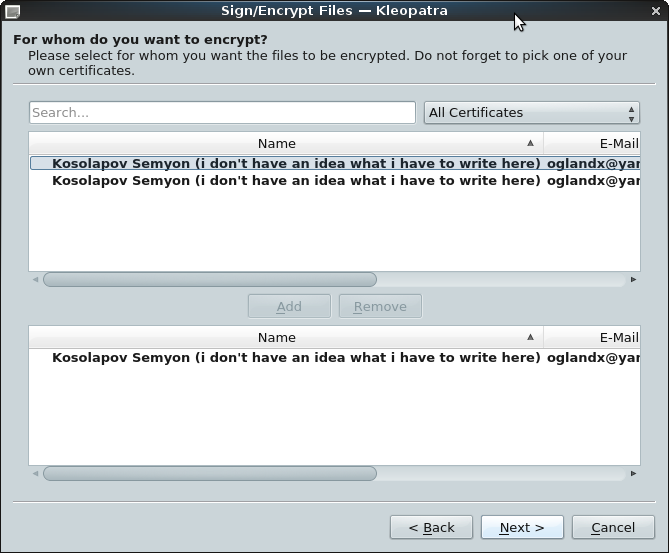 Sign/Encrypt Files — Kleopatra
For whom do you want to encrypt?
Please select for whom you want the files to be encrypted. Do not forget to pick one of your
own certificates.
Search...
All Certificates
Name E-Mail
Kosolapov Semyon (i don't have an idea what i have to write here) oglandx@yan
Kosolapov Semyon (i don't have an idea what i have to write here) oglandx@yan
Add Remove
Name E-Mail
Kosolapov Semyon (i don't have an idea what i have to write here) oglandx@yan
< Back Next > Cancel